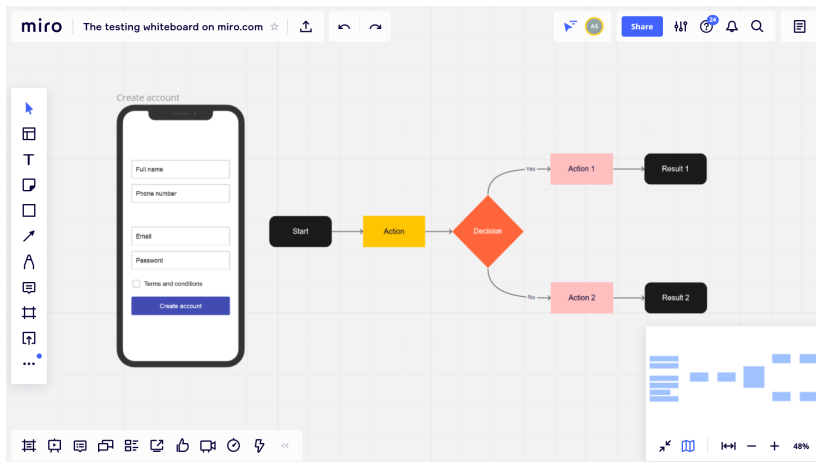 miro
The testing whiteboard on miro.com
AS
Share
24
Create account
Full name
Phone number
Email
Password
Terms and conditions
Create account
Start
Action
Decision
Yes
Action 1
Result 1
No
Action 2
Result 2
48%